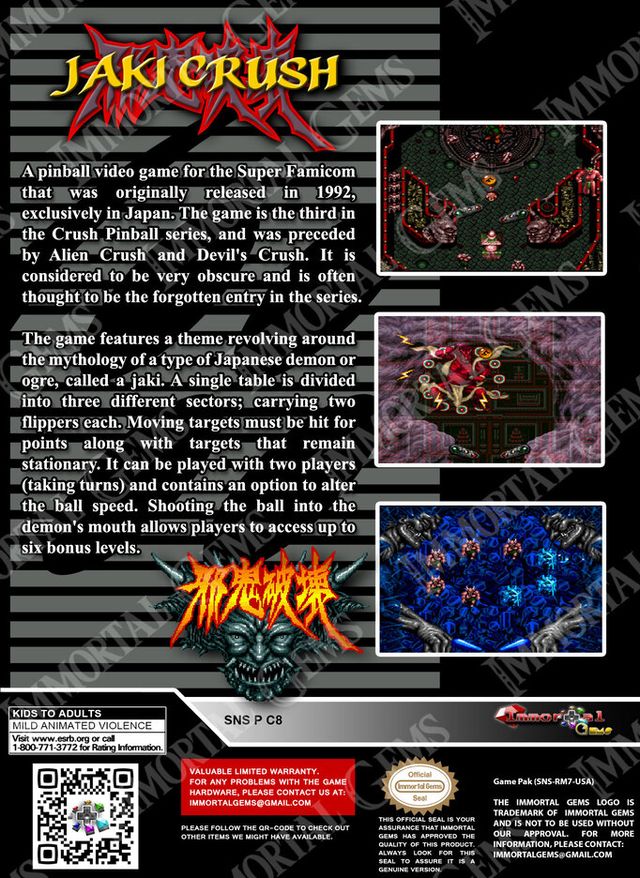 JAKI CRUSH
A pinball video game for the Super Famicom
that was originally released in 1992,
exclusively in Japan. The game is the third in
the Crush Pinball series, and was preceded
by Alien Crush and Devil's Crush. It is
considered to be very obscure and is often
thought to be the forgotten entry in the series.
The game features a theme revolving around
the mythology of a type of Japanese demon or
ogre, called a jaki. A single table is divided
into three different sectors; carrying two
flippers each. Moving targets must be hit for
points along with targets that remain
stationary. It can be played with two players
(taking turns) and contains an option to alter
the ball speed. Shooting the ball into the
demon's mouth allows players to access up to
six bonus levels.
邪鬼破壊
KIDS TO ADULTS
MILD ANIMATED VIOLENCE
Visit www.esrb.org or call
1-800-771-3772 for Rating Information.
SNS P C8
Immortal
Gems
VALUABLE LIMITED WARRANTY.
FOR ANY PROBLEMS WITH THE GAME
HARDWARE, PLEASE CONTACT US AT:
IMMORTALGEMS@GMAIL.COM
PLEASE FOLLOW THE QR-CODE TO CHECK OUT
OTHER ITEMS WE MIGHT HAVE AVAILABLE.
Official
Immortal Gems
Seal
THIS OFFICIAL SEAL IS YOUR
ASSURANCE THAT IMMORTAL
GEMS HAS APPROVED THE
QUALITY OF THIS PRODUCT.
ALWAYS LOOK FOR THIS
SEAL TO ASSURE IT IS A
GENUINE VERSION.
Game Pak (SNS-RM7-USA)
THE IMMORTAL GEMS LOGO IS
TRADEMARK OF IMMORTAL GEMS
AND IS NOT TO BE USED WITHOUT
OUR APPROVAL. FOR MORE
INFORMATION, PLEASE CONTACT:
IMMORTALGEMS@GMAIL.COM
IMMORTAL GEMS